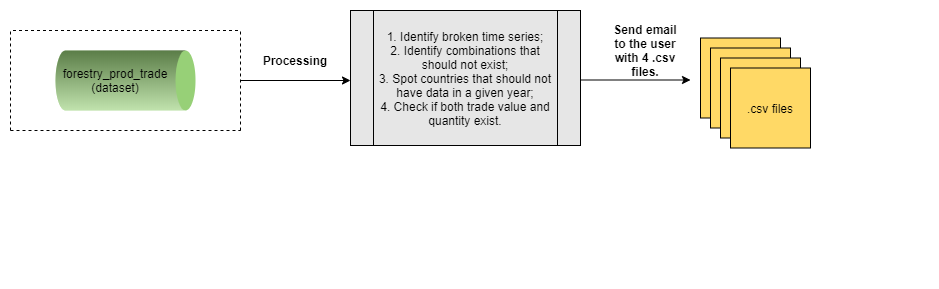 forestry_prod_trade
(dataset)
Processing
1. Identify broken time series;
2. Identify combinations that
should not exist;
3. Spot countries that should not
have data in a given year;
4. Check if both trade value and
quantity exist.
Send email
to the user
with 4 .csv
files.
.csv files